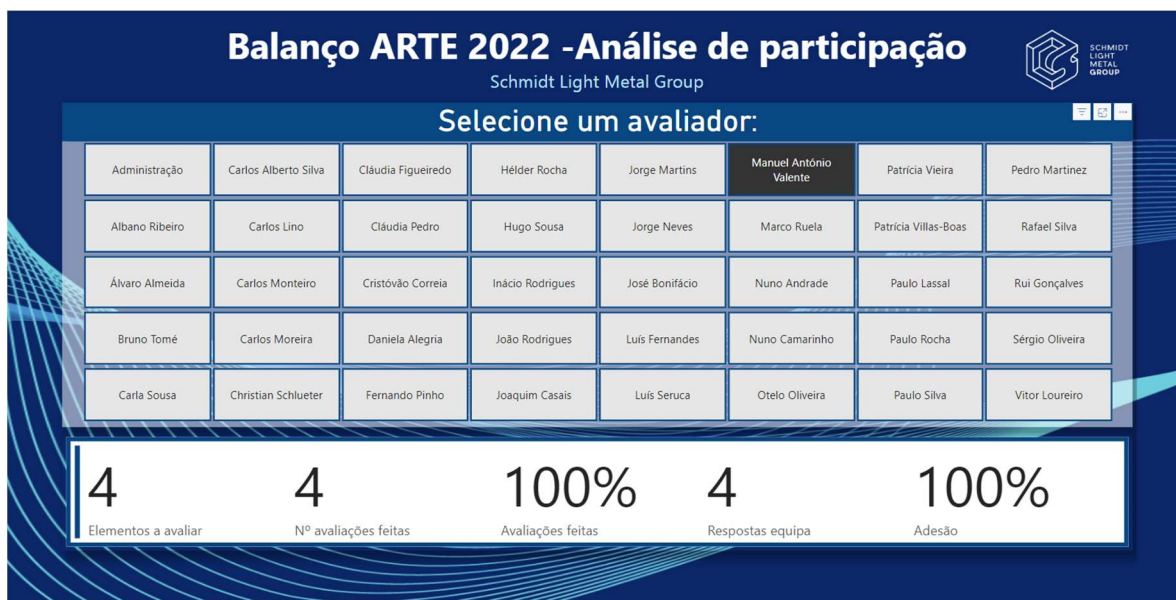 Balanço ARTE 2022 -Análise de participação
Schmidt Light Metal Group
SCHMIDT
LIGHT
METAL
GROUP
Selecione um avaliador:
Administração
Carlos Alberto Silva
Cláudia Figueiredo
Hélder Rocha
Jorge Martins
Manuel António
Valente
Patrícia Vieira
Pedro Martinez
Albano Ribeiro
Carlos Lino
Cláudia Pedro
Hugo Sousa
Jorge Neves
Marco Ruela
Patrícia Villas-Boas
Rafael Silva
Álvaro Almeida
Carlos Monteiro
Cristóvão Correia
Inácio Rodrigues
José Bonifácio
Nuno Andrade
Paulo Lassal
Rui Gonçalves
Bruno Tomé
Carlos Moreira
Daniela Alegria
João Rodrigues
Luís Fernandes
Nuno Camarinho
Paulo Rocha
Sérgio Oliveira
Carla Sousa
Christian Schlueter
Fernando Pinho
Joaquim Casais
Luís Seruca
Otelo Oliveira
Paulo Silva
Vitor Loureiro
4
Elementos a avaliar
4
Nº avaliações feitas
100%
Avaliações feitas
4
Respostas equipa
100%
Adesão